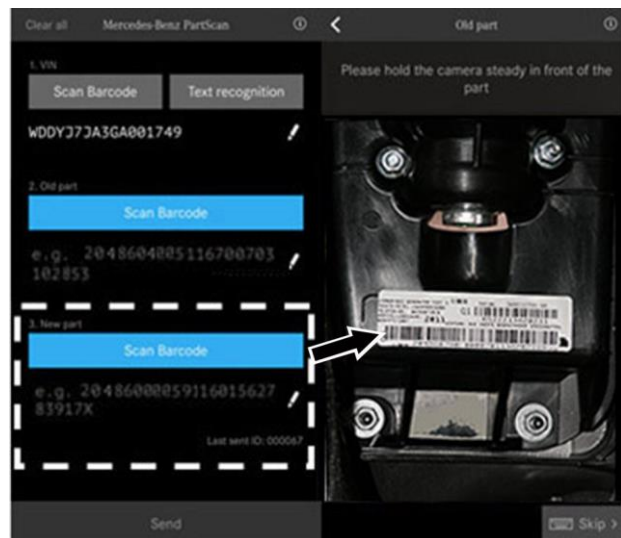 Clear all Mercedes-Benz PartScan
1. VIN
Scan Barcode Text recognition
WDDYJ7JA3GA001749
2. Old part
Scan Barcode
e.g. 2048604005116700703
102853
3. New part
Scan Barcode
e.g. 2048600059116015627
83917X
Last sent ID: 000067
Send
Old part
Please hold the camera steady in front of the
part
2011
Skip >